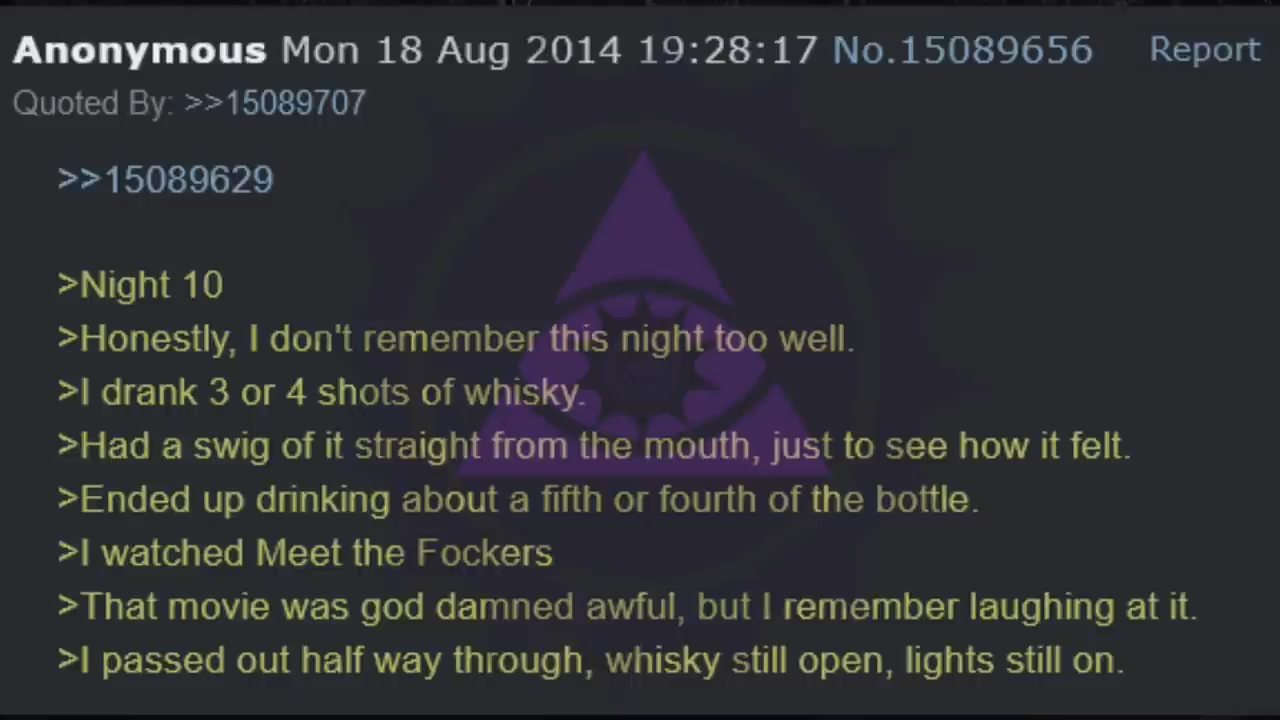 Anonymous Mon 18 Aug 2014 19:28:17 No.15089656 Report
Quoted By: >>15089707
>>15089629
>Night 10
>Honestly, I don't remember this night too well.
>I drank 3 or 4 shots of whisky.
>Had a swig of it straight from the mouth, just to see how it felt.
>Ended up drinking about a fifth or fourth of the bottle.
>I watched Meet the Fockers
>That movie was god damned awful, but I remember laughing at it.
>I passed out half way through, whisky still open, lights still on.